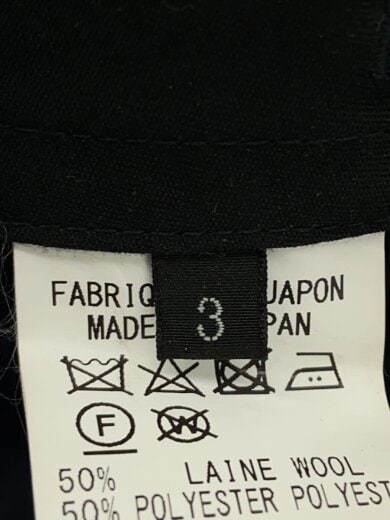 3
FABRIQ JAPON
MADE PAN
F
W
50% LAINE WOOL
50% POLYESTER POLYEST